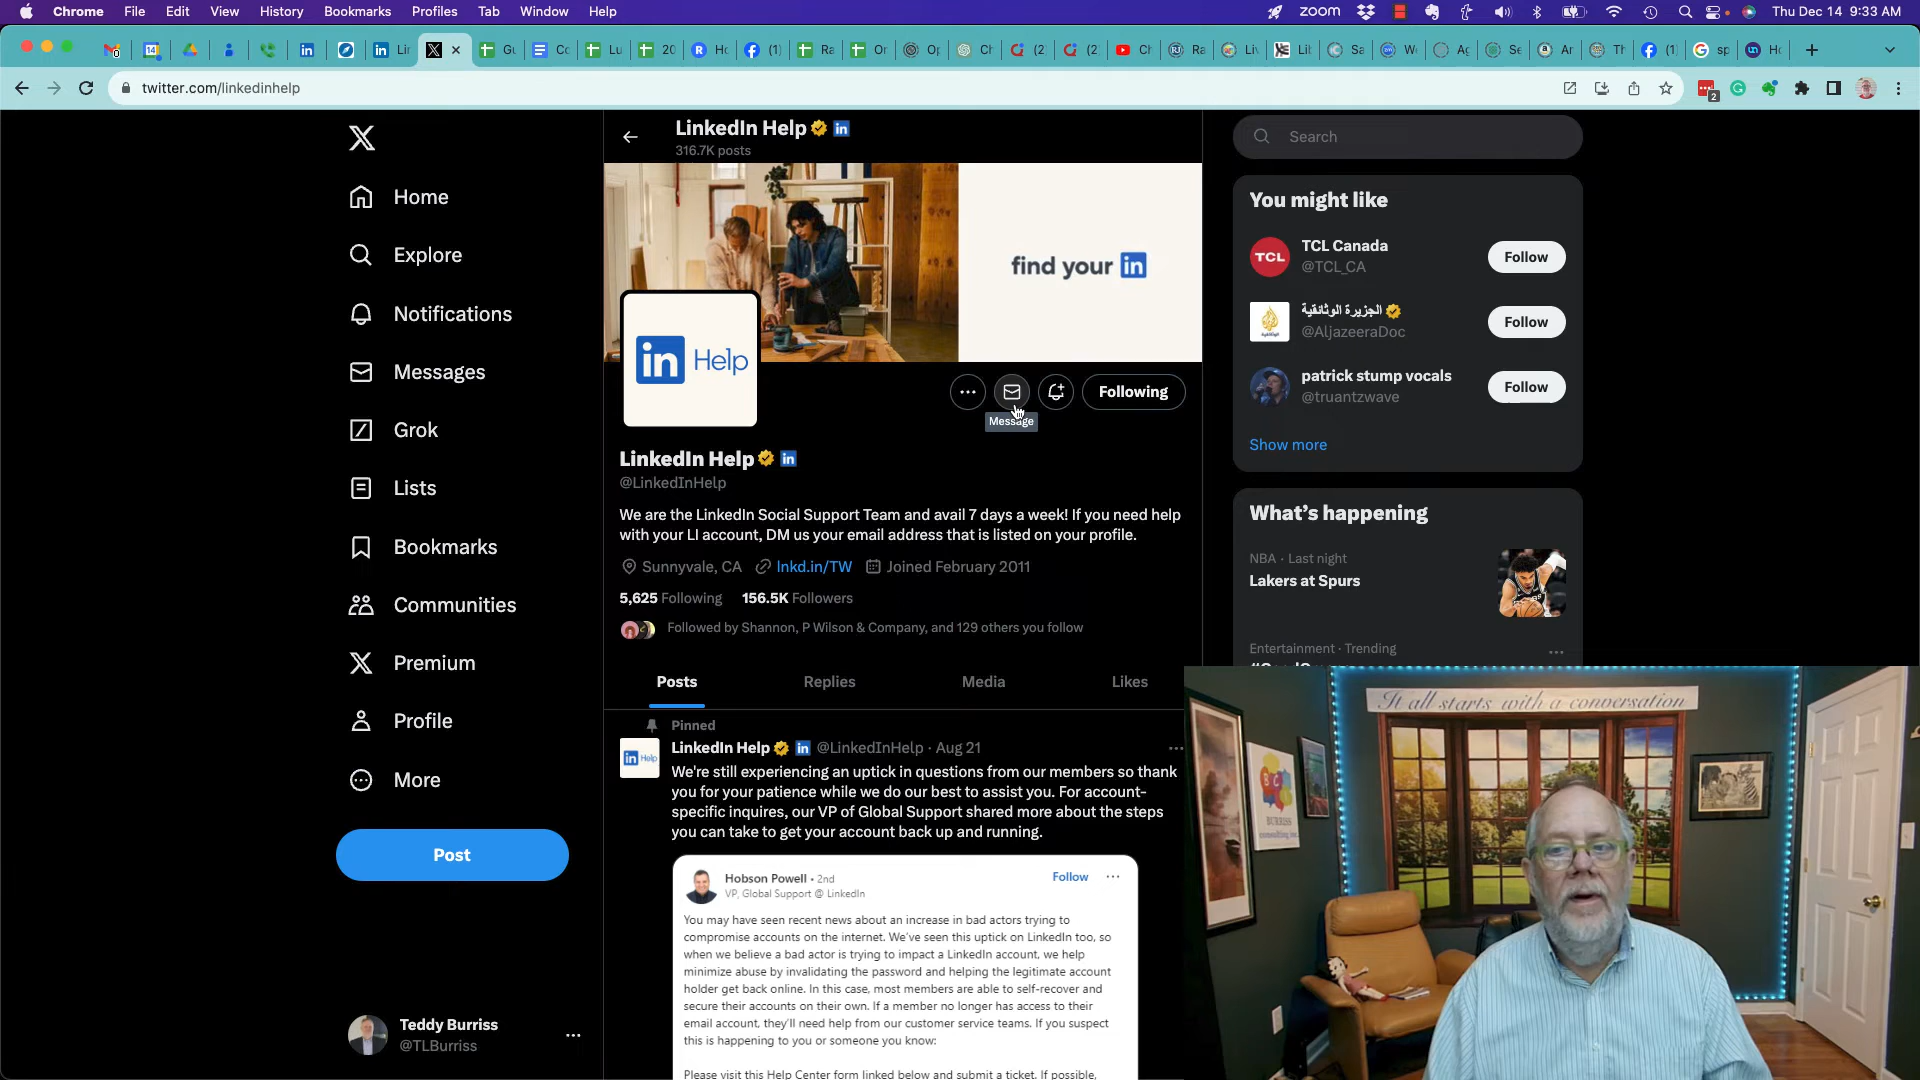 Chrome File Edit View History Bookmarks Profiles Tab Window Help
zoom Thu Dec 14 9:33 AM
twitter.com/linkedinhelp
2
LinkedIn Help
316.7K posts
Home
Explore
Notifications
Messages
Grok
Lists
Bookmarks
Communities
Premium
Profile
More
Post
Teddy Burriss
@TLBurriss
find your in
in Help
Following
Message
LinkedIn Help
@LinkedInHelp
We are the LinkedIn Social Support Team and avail 7 days a week! If you need help
with your LI account, DM us your email address that is listed on your profile.
Sunnyvale, CA lnkd.in/TW Joined February 2011
5,625 Following 156.5K Followers
Followed by Shannon, P Wilson & Company, and 129 others you follow
Posts Replies Media Likes
Pinned
LinkedIn Help @LinkedInHelp · Aug 21
We're still experiencing an uptick in questions from our members so thank
you for your patience while we do our best to assist you. For account-
specific inquires, our VP of Global Support shared more about the steps
you can take to get your account back up and running.
Hobson Powell • 2nd
VP, Global Support @ LinkedIn
Follow
You may have seen recent news about an increase in bad actors trying to
compromise accounts on the internet. We've seen this uptick on LinkedIn too, so
when we believe a bad actor is trying to impact a LinkedIn account, we help
minimize abuse by invalidating the password and helping the legitimate account
holder get back online. In this case, most members are able to self-recover and
secure their accounts on their own. If a member no longer has access to their
email account, they'll need help from our customer service teams. If you suspect
this is happening to you or someone you know:
Please visit this Help Center form linked below and submit a ticket. If possible,
Search
You might like
TCL
TCL Canada
@TCL_CA
Follow
الجزيرة الوثائقية
@AljazeeraDoc
Follow
patrick stump vocals
@truantzwave
Follow
Show more
What's happening
NBA · Last night
Lakers at Spurs
Entertainment · Trending
It all starts with a conversation